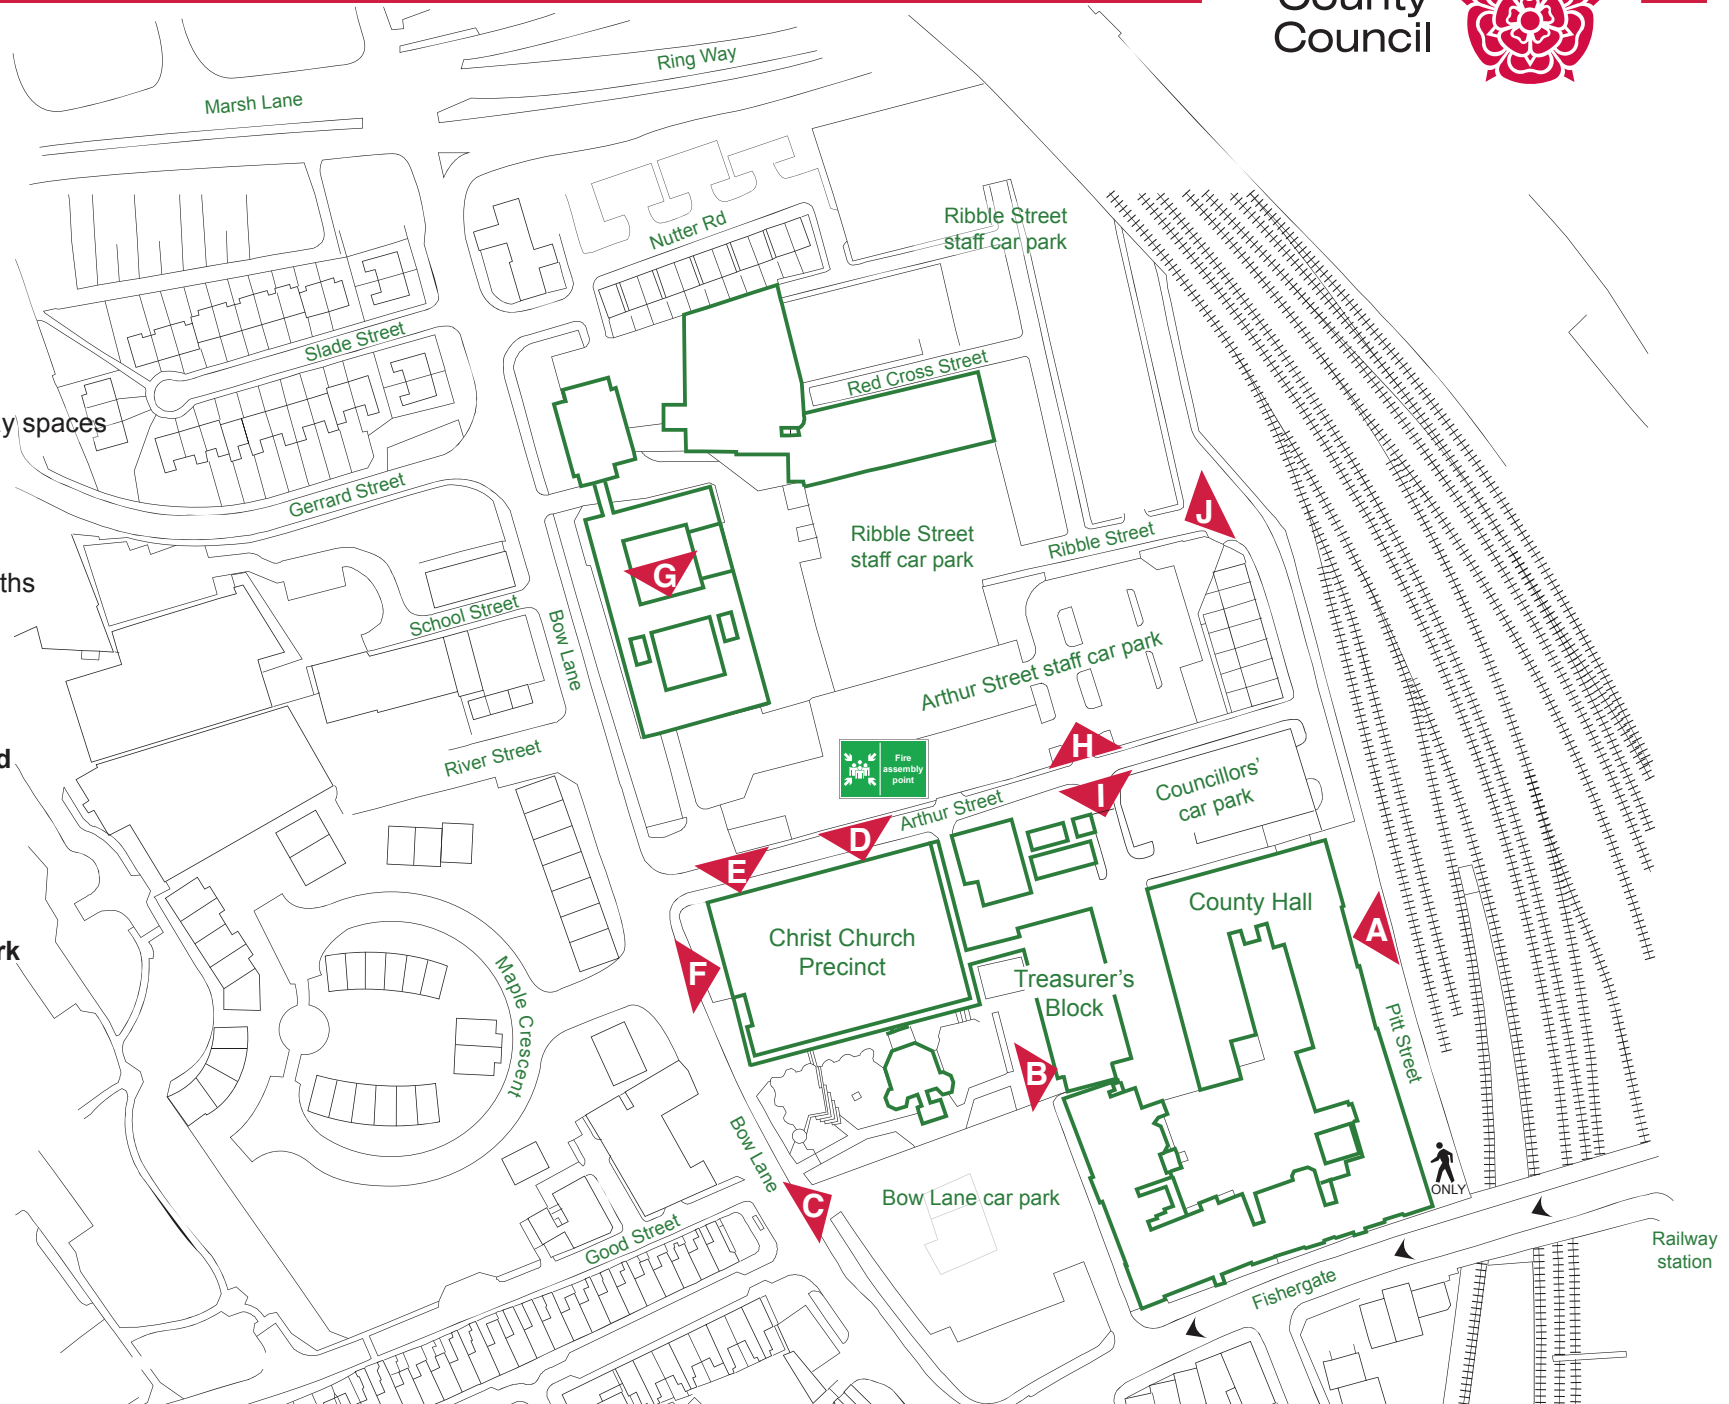 County
Council
Ring Way
Marsh Lane
Ribble Street
staff car park
Nutter Rd
Slade Street
Red Cross Street
y spaces
Gerrard Street
Ribble Street
staff car park
J
Ribble Street
G
ths
School Street
Bow Lane
Arthur Street staff car park
d
River Street
H
Fire
assembly
point
I
Councillors'
car park
Arthur Street
D
E
County Hall
A
Christ Church
Precinct
rk
F
Treasurer's
Block
Maple Crescent
Pitt Street
B
Bow Lane
ONLY
C
Bow Lane car park
Good Street
Railway
station
Fishergate